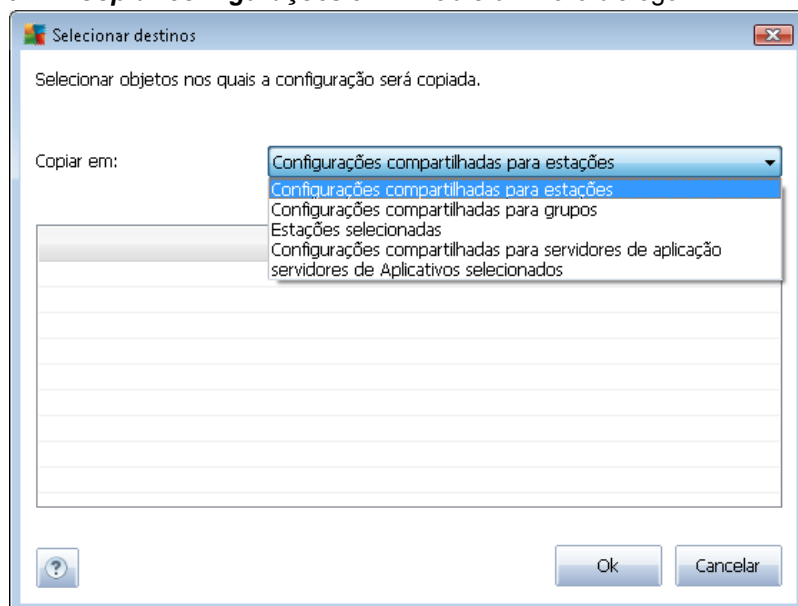 Selecionar destinos
Selecionar objetos nos quais a configuração será copiada.
Copiar em:
Configurações compartilhadas para estações
Configurações compartilhadas para estações
Configurações compartilhadas para grupos
Estações selecionadas
Configurações compartilhadas para servidores de aplicação
servidores de Aplicativos selecionados
?
Ok
Cancelar